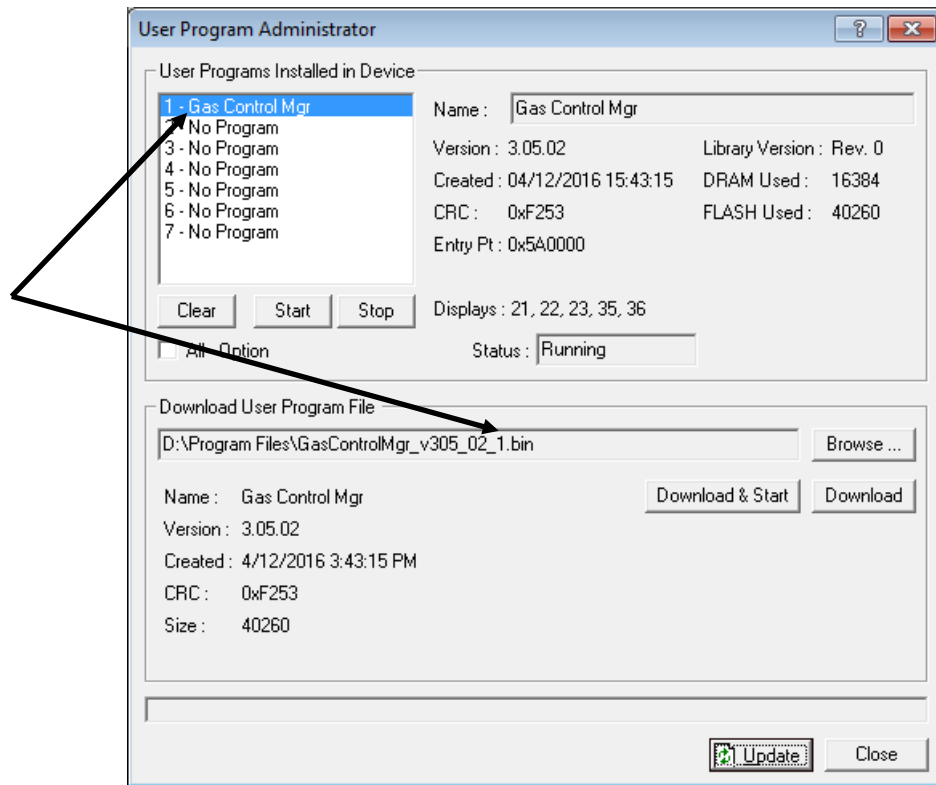 User Program Administrator
User Programs Installed in Device
1 - Gas Control Mgr
2 - No Program
3 - No Program
4 - No Program
5 - No Program
6 - No Program
7 - No Program
Name : Gas Control Mgr
Version : 3.05.02 Library Version : Rev. 0
Created : 04/12/2016 15:43:15 DRAM Used : 16384
CRC : 0xF253 FLASH Used : 40260
Entry Pt : 0x5A0000
Clear Start Stop Displays : 21, 22, 23, 35, 36
All - Option Status : Running
Download User Program File
D:\Program Files\GasControlMgr_v305_02_1.bin Browse ...
Name : Gas Control Mgr Download & Start Download
Version : 3.05.02
Created : 4/12/2016 3:43:15 PM
CRC : 0xF253
Size : 40260
Update Close